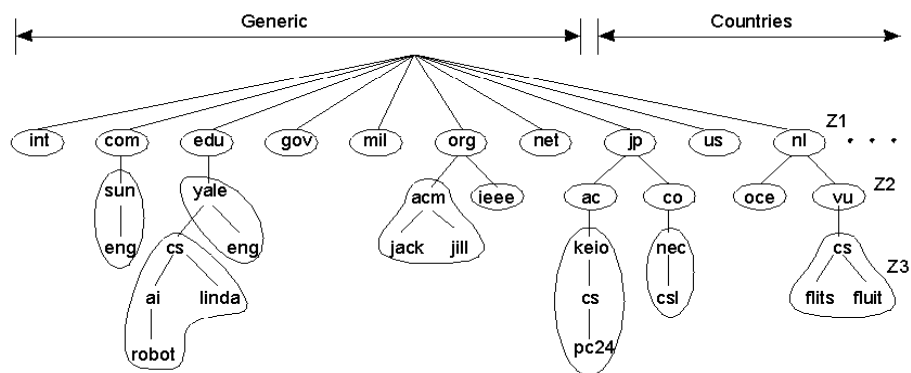 Generic Countries
int com edu gov mil org net jp us nl Z1 . . .
sun yale acm ieee ac co oce vu Z2
eng cs eng jack jill keio nec cs Z3
ai linda cs csl flits fluit
robot pc24